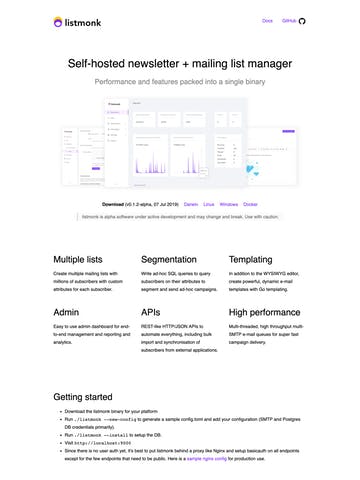 listmonk
Docs GitHub
Self-hosted newsletter + mailing list manager
Performance and features packed into a single binary
listmonk
Download (v0.1.2-alpha, 07 Jul 2019) Darwin Linux Windows Docker
listmonk is alpha software under active development and may change and break. Use with caution.
Multiple lists
Create multiple mailing lists with
millions of subscribers with custom
attributes for each subscriber.
Segmentation
Write ad-hoc SQL queries to query
subscribers on their attributes to
segment and send ad-hoc campaigns.
Templating
In addition to the WYSIWYG editor,
create powerful, dynamic e-mail
templates with Go templating.
Admin
Easy to use admin dashboard for end-
to-end management and reporting and
analytics.
APIs
REST-like HTTP/JSON APIs to
automate everything, including bulk
import and synchronisation of
subscribers from external applications.
High performance
Multi-threaded, high throughput multi-
SMTP e-mail queues for super fast
campaign delivery.
Getting started
Download the listmonk binary for your platform
Run ./listmonk --new-config to generate a sample config.toml and add your configuration (SMTP and Postgres
DB credentials primarily).
Run ./listmonk --install to setup the DB.
Visit http://localhost:9000
Since there is no user auth yet, it's best to put listmonk behind a proxy like Nginx and setup basicauth on all endpoints
except for the few endpoints that need to be public. Here is a sample nginx config for production use.